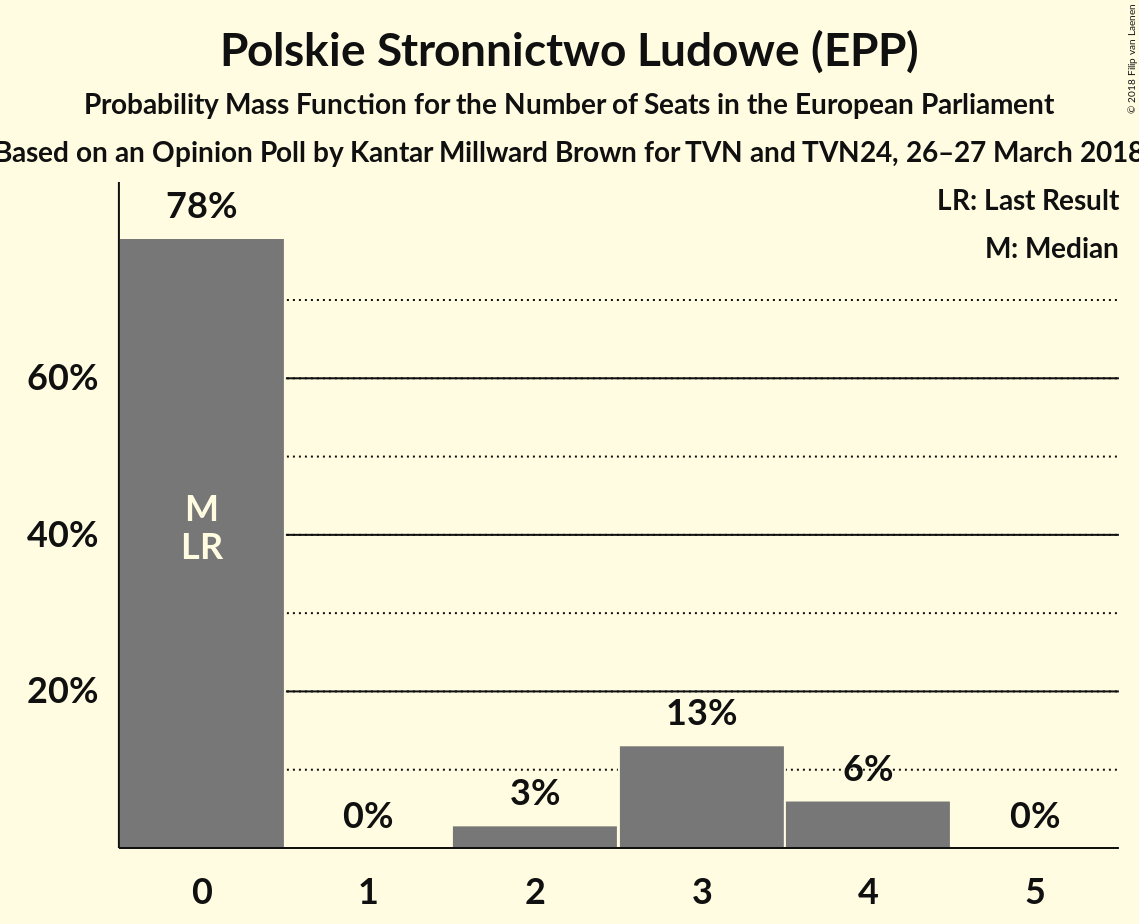 Polskie Stronnictwo Ludowe (EPP)
Probability Mass Function for the Number of Seats in the European Parliament
Based on an Opinion Poll by Kantar Millward Brown for TVN and TVN24, 26–27 March 2018
© 2018 Filip van Laenen
LR: Last Result
M: Median
78%
60%
40%
20%
M
LR
0%
3%
13%
6%
0%
0 1 2 3 4 5